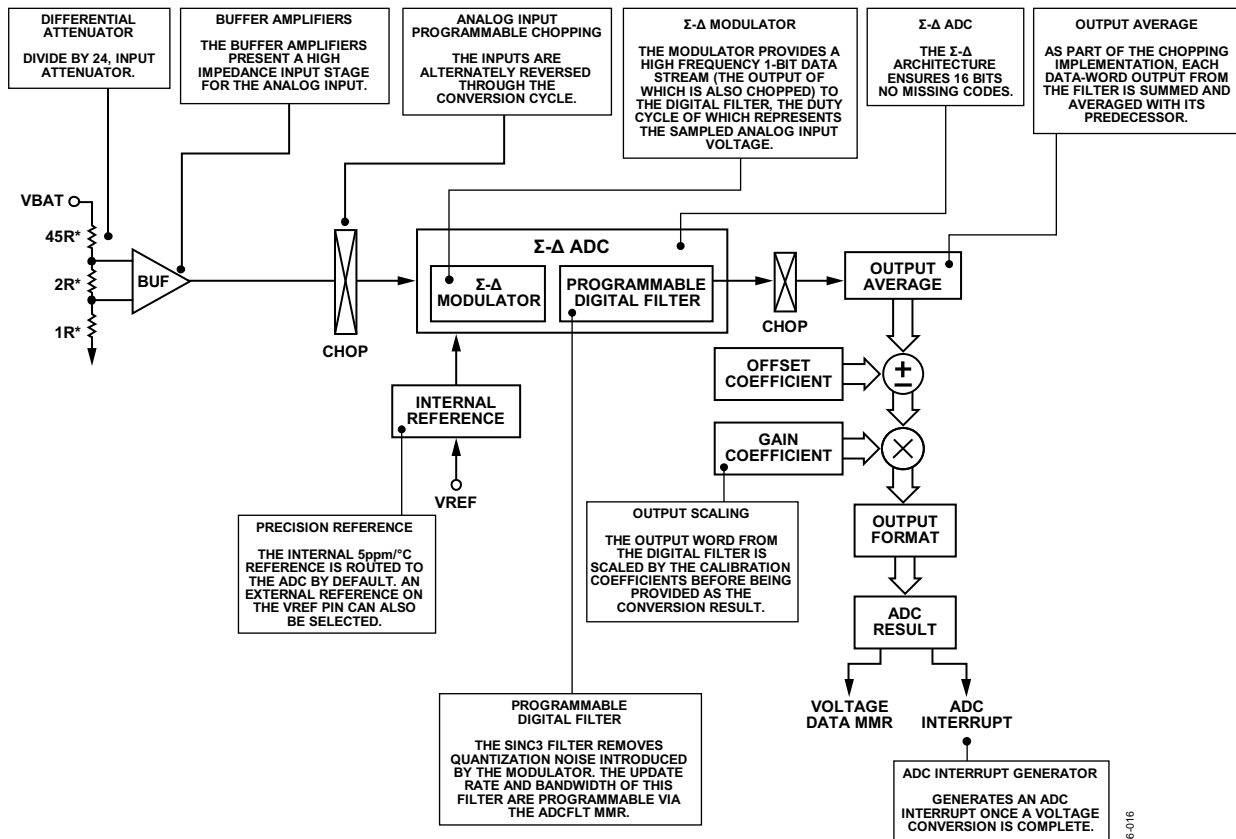 DIFFERENTIAL
ATTENUATOR
DIVIDE BY 24, INPUT
ATTENUATOR.
BUFFER AMPLIFIERS
THE BUFFER AMPLIFIERS
PRESENT A HIGH
IMPEDANCE INPUT STAGE
FOR THE ANALOG INPUT.
ANALOG INPUT
PROGRAMMABLE CHOPPING
THE INPUTS ARE
ALTERNATELY REVERSED
THROUGH THE
CONVERSION CYCLE.
Σ-Δ MODULATOR
THE MODULATOR PROVIDES A
HIGH FREQUENCY 1-BIT DATA
STREAM (THE OUTPUT OF
WHICH IS ALSO CHOPPED) TO
THE DIGITAL FILTER, THE DUTY
CYCLE OF WHICH REPRESENTS
THE SAMPLED ANALOG INPUT
VOLTAGE.
Σ-Δ ADC
THE Σ-Δ
ARCHITECTURE
ENSURES 16 BITS
NO MISSING CODES.
OUTPUT AVERAGE
AS PART OF THE CHOPPING
IMPLEMENTATION, EACH
DATA-WORD OUTPUT FROM
THE FILTER IS SUMMED AND
AVERAGED WITH ITS
PREDECESSOR.
VBAT
45R*
2R*
1R*
BUF
CHOP
Σ-Δ ADC
Σ-Δ
MODULATOR
PROGRAMMABLE
DIGITAL FILTER
CHOP
OUTPUT
AVERAGE
OFFSET
COEFFICIENT
+
–
GAIN
COEFFICIENT
×
INTERNAL
REFERENCE
VREF
PRECISION REFERENCE
THE INTERNAL 5ppm/°C
REFERENCE IS ROUTED TO
THE ADC BY DEFAULT. AN
EXTERNAL REFERENCE ON
THE VREF PIN CAN ALSO
BE SELECTED.
OUTPUT SCALING
THE OUTPUT WORD FROM
THE DIGITAL FILTER IS
SCALED BY THE CALIBRATION
COEFFICIENTS BEFORE BEING
PROVIDED AS THE
CONVERSION RESULT.
OUTPUT
FORMAT
ADC
RESULT
VOLTAGE
DATA MMR
ADC
INTERRUPT
PROGRAMMABLE
DIGITAL FILTER
THE SINC3 FILTER REMOVES
QUANTIZATION NOISE INTRODUCED
BY THE MODULATOR. THE UPDATE
RATE AND BANDWIDTH OF THIS
FILTER ARE PROGRAMMABLE VIA
THE ADCFLT MMR.
ADC INTERRUPT GENERATOR
GENERATES AN ADC
INTERRUPT ONCE A VOLTAGE
CONVERSION IS COMPLETE.
6-016